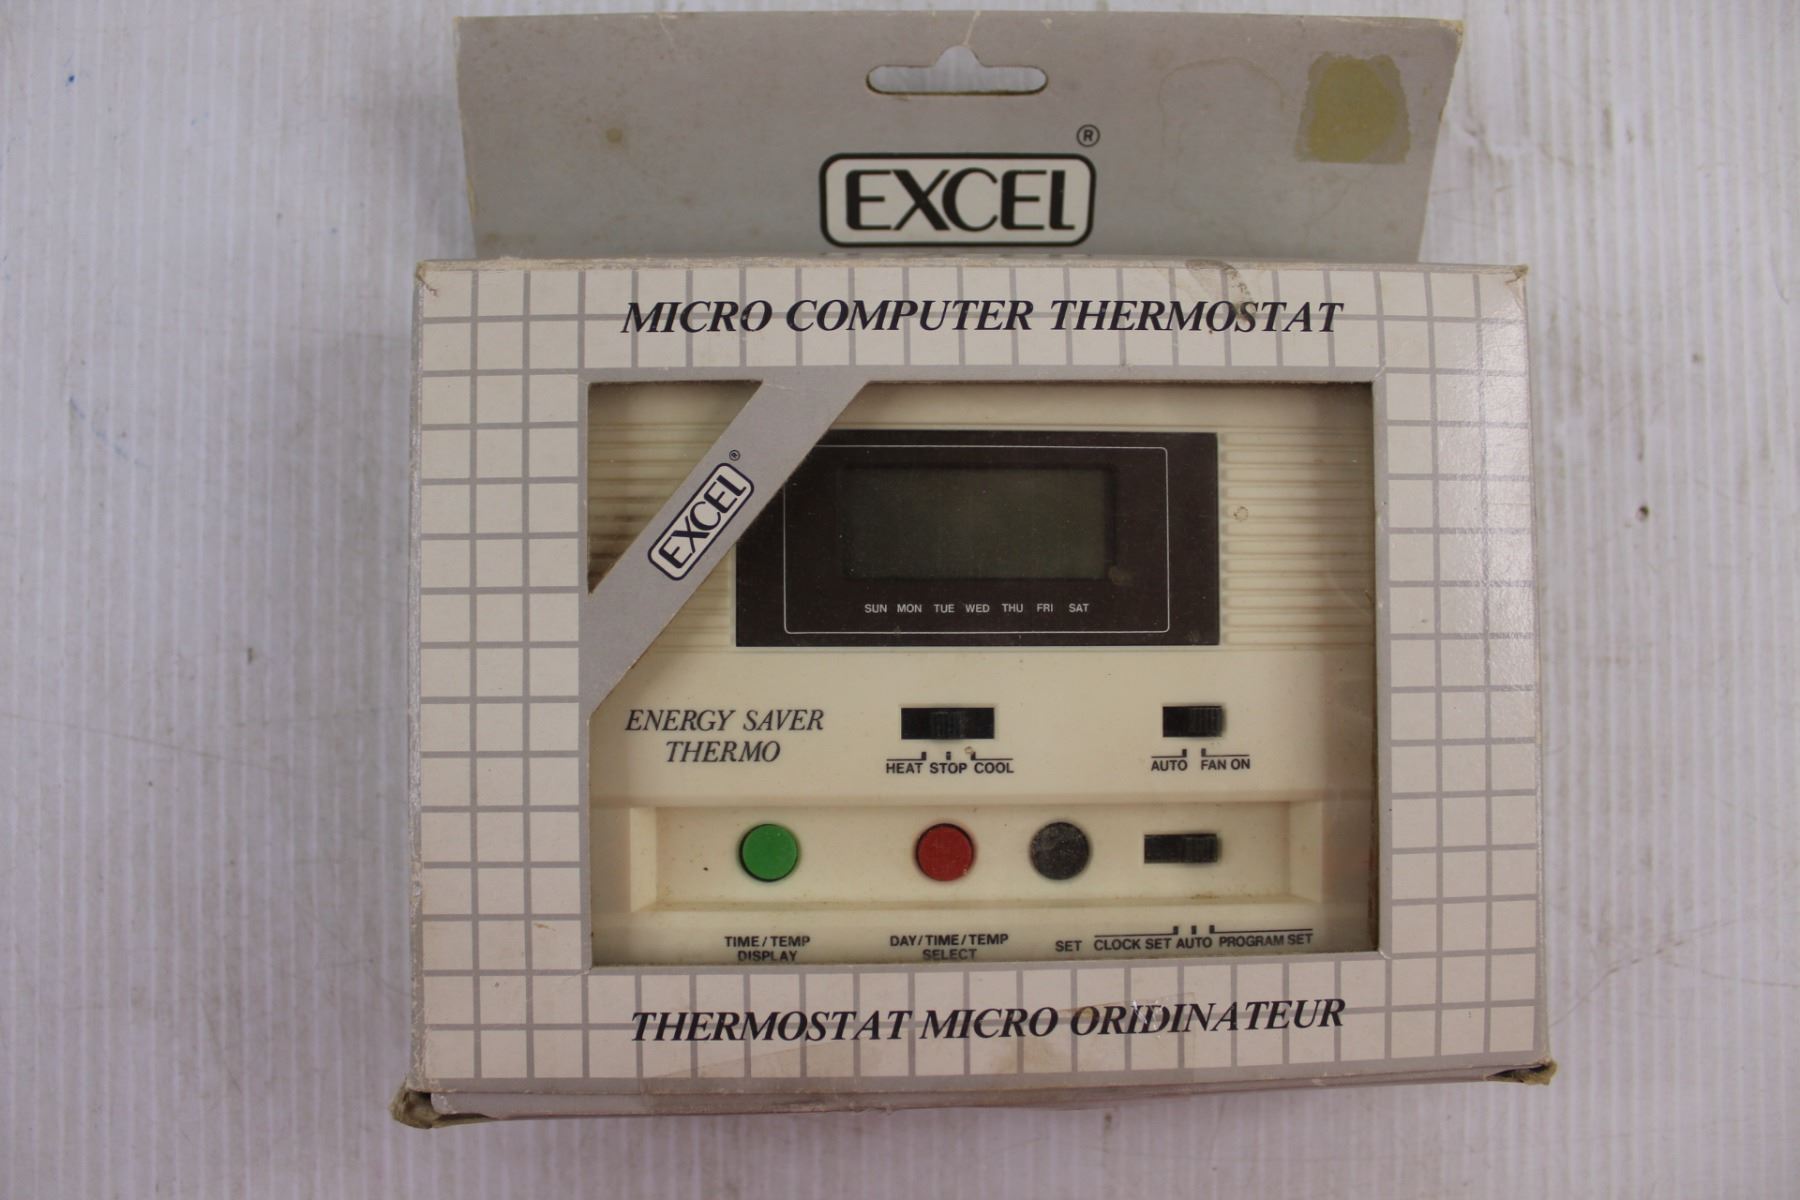 ®
EXCEL
MICRO COMPUTER THERMOSTAT
EXCEL®
SUN MON TUE WED THU FRI SAT
ENERGY SAVER
THERMO
HEAT STOP COOL
AUTO FAN ON
TIME/TEMP
DISPLAY
DAY/TIME/TEMP
SELECT
SET
CLOCK SET AUTO PROGRAM SET
THERMOSTAT MICRO ORIDINATEUR